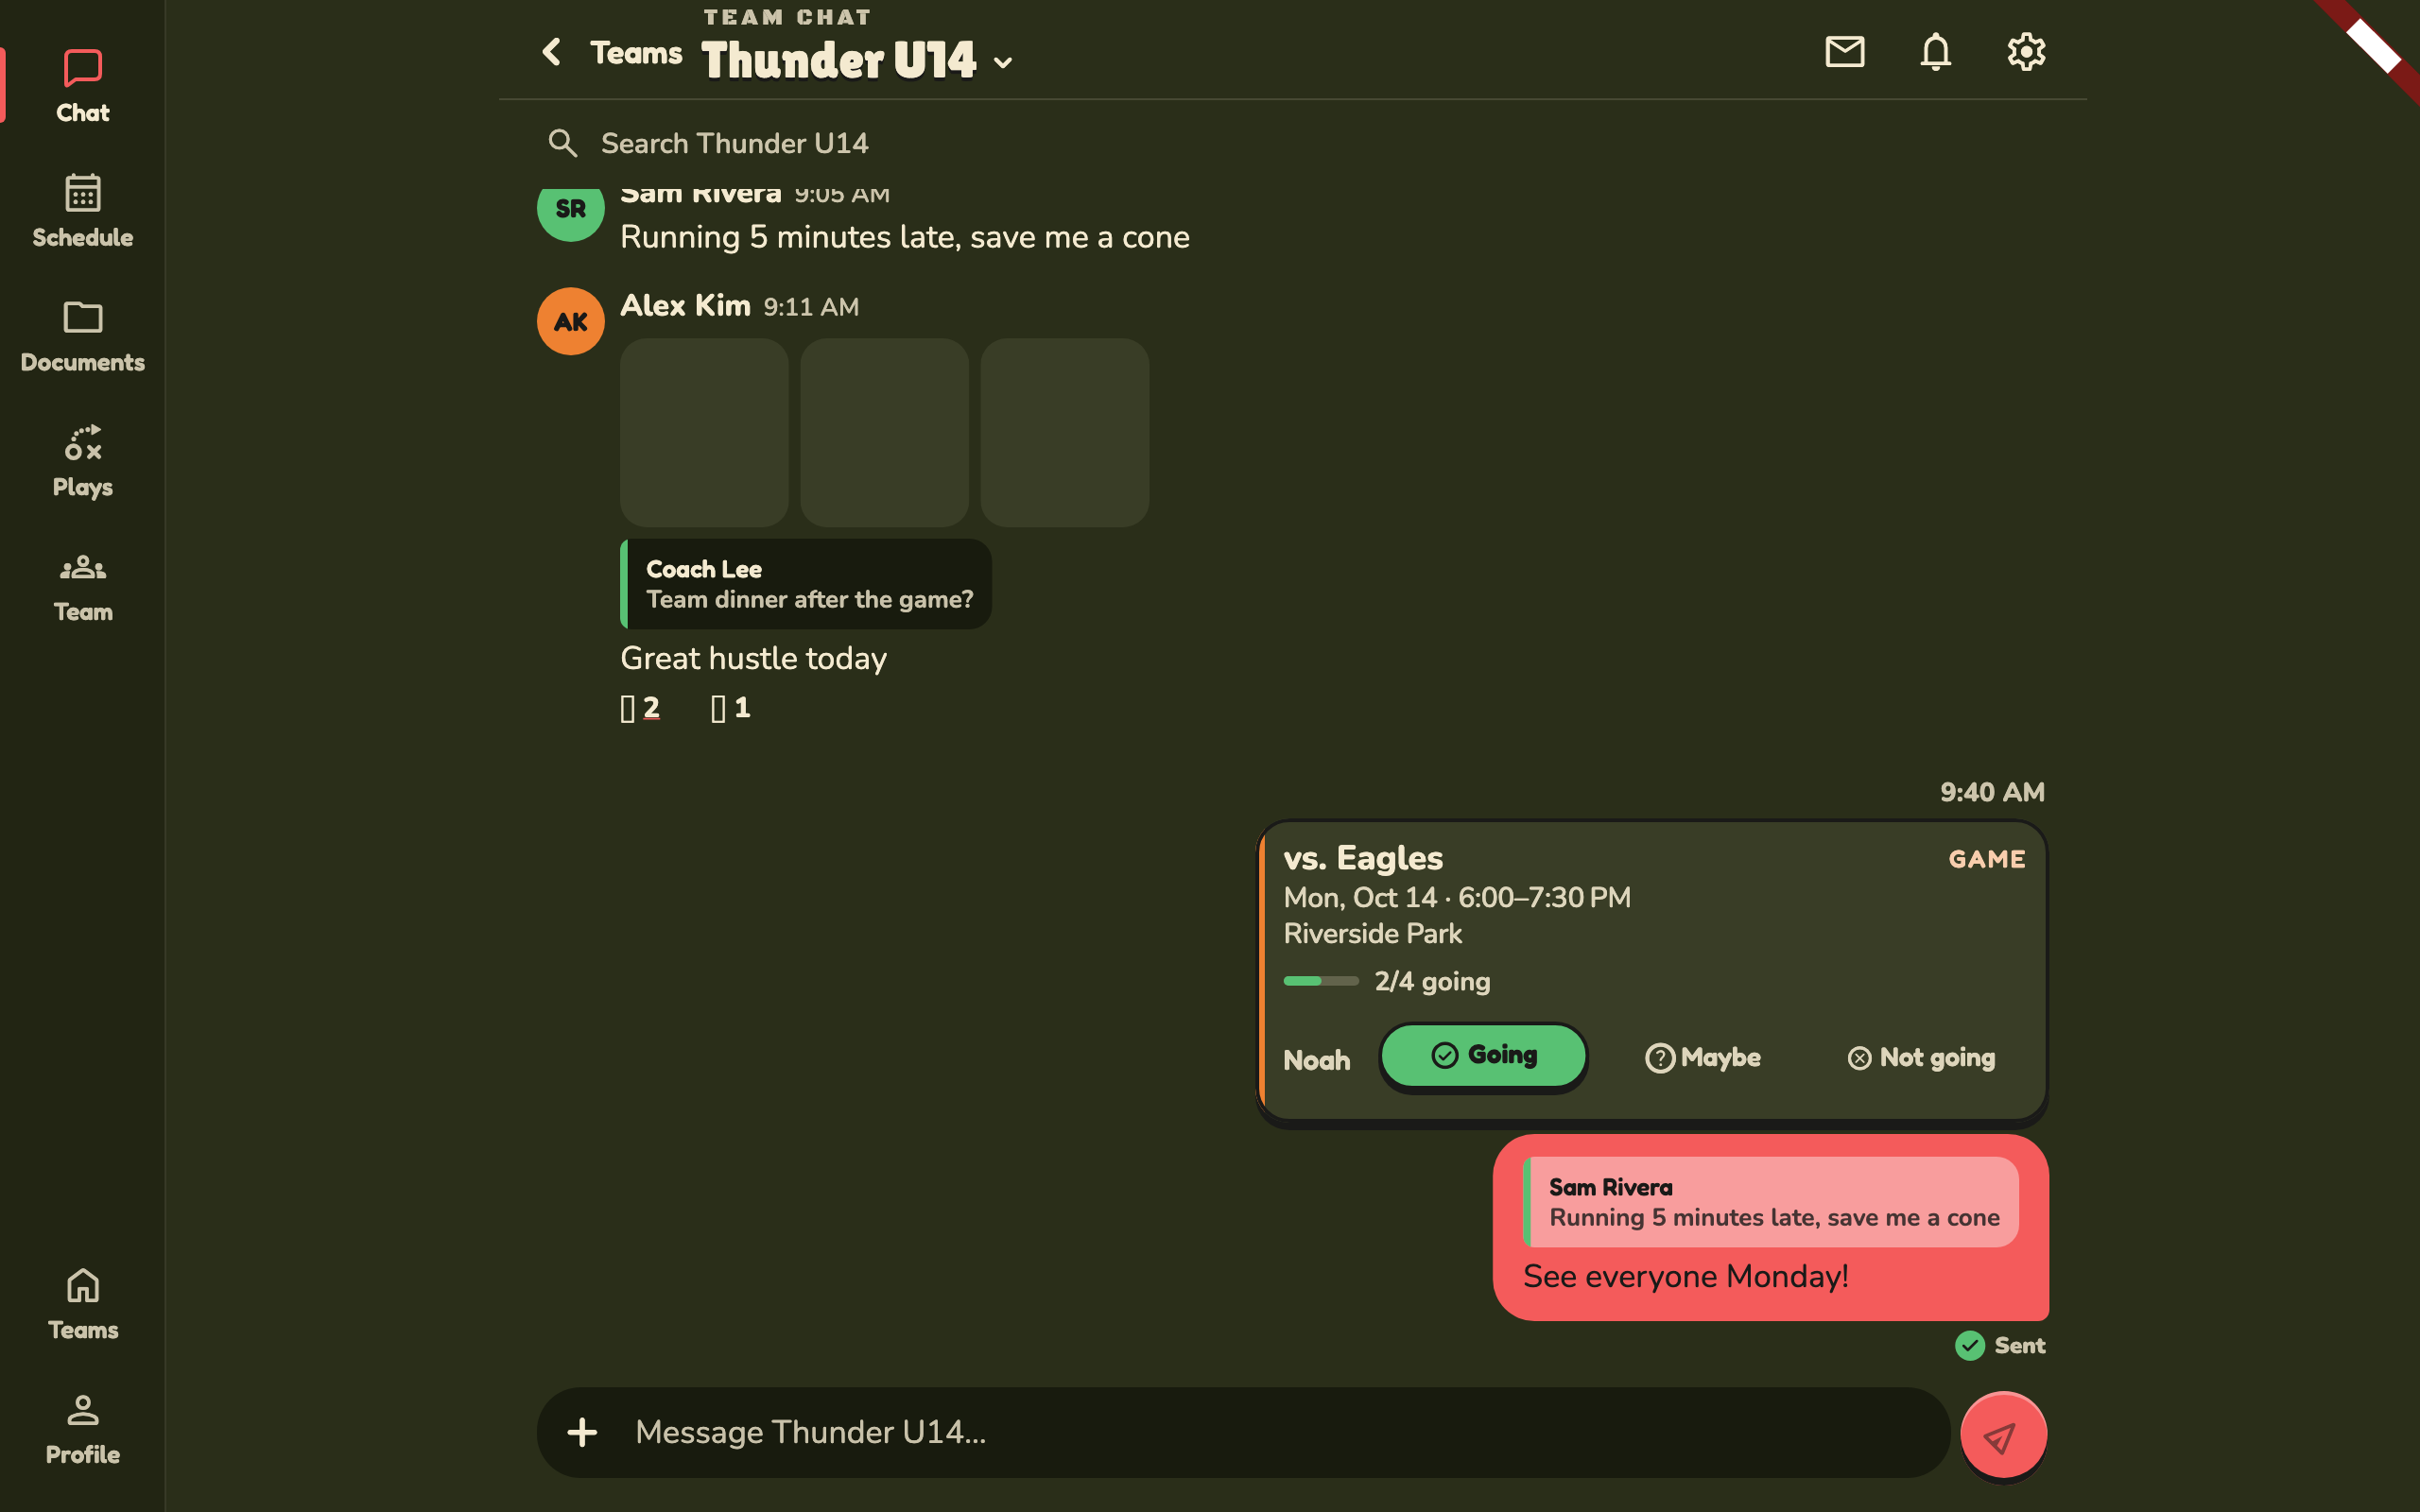 TEAM CHAT
Teams
Thunder U14
Search Thunder U14
Chat
Schedule
Documents
Plays
Team
Teams
Profile
SR
Sam Rivera 9:05 AM
Running 5 minutes late, save me a cone
AK
Alex Kim 9:11 AM
Coach Lee
Team dinner after the game?
Great hustle today
2 1
9:40 AM
vs. Eagles GAME
Mon, Oct 14 · 6:00–7:30 PM
Riverside Park
2/4 going
Noah Going Maybe Not going
Sam Rivera
Running 5 minutes late, save me a cone
See everyone Monday!
Sent
Message Thunder U14...